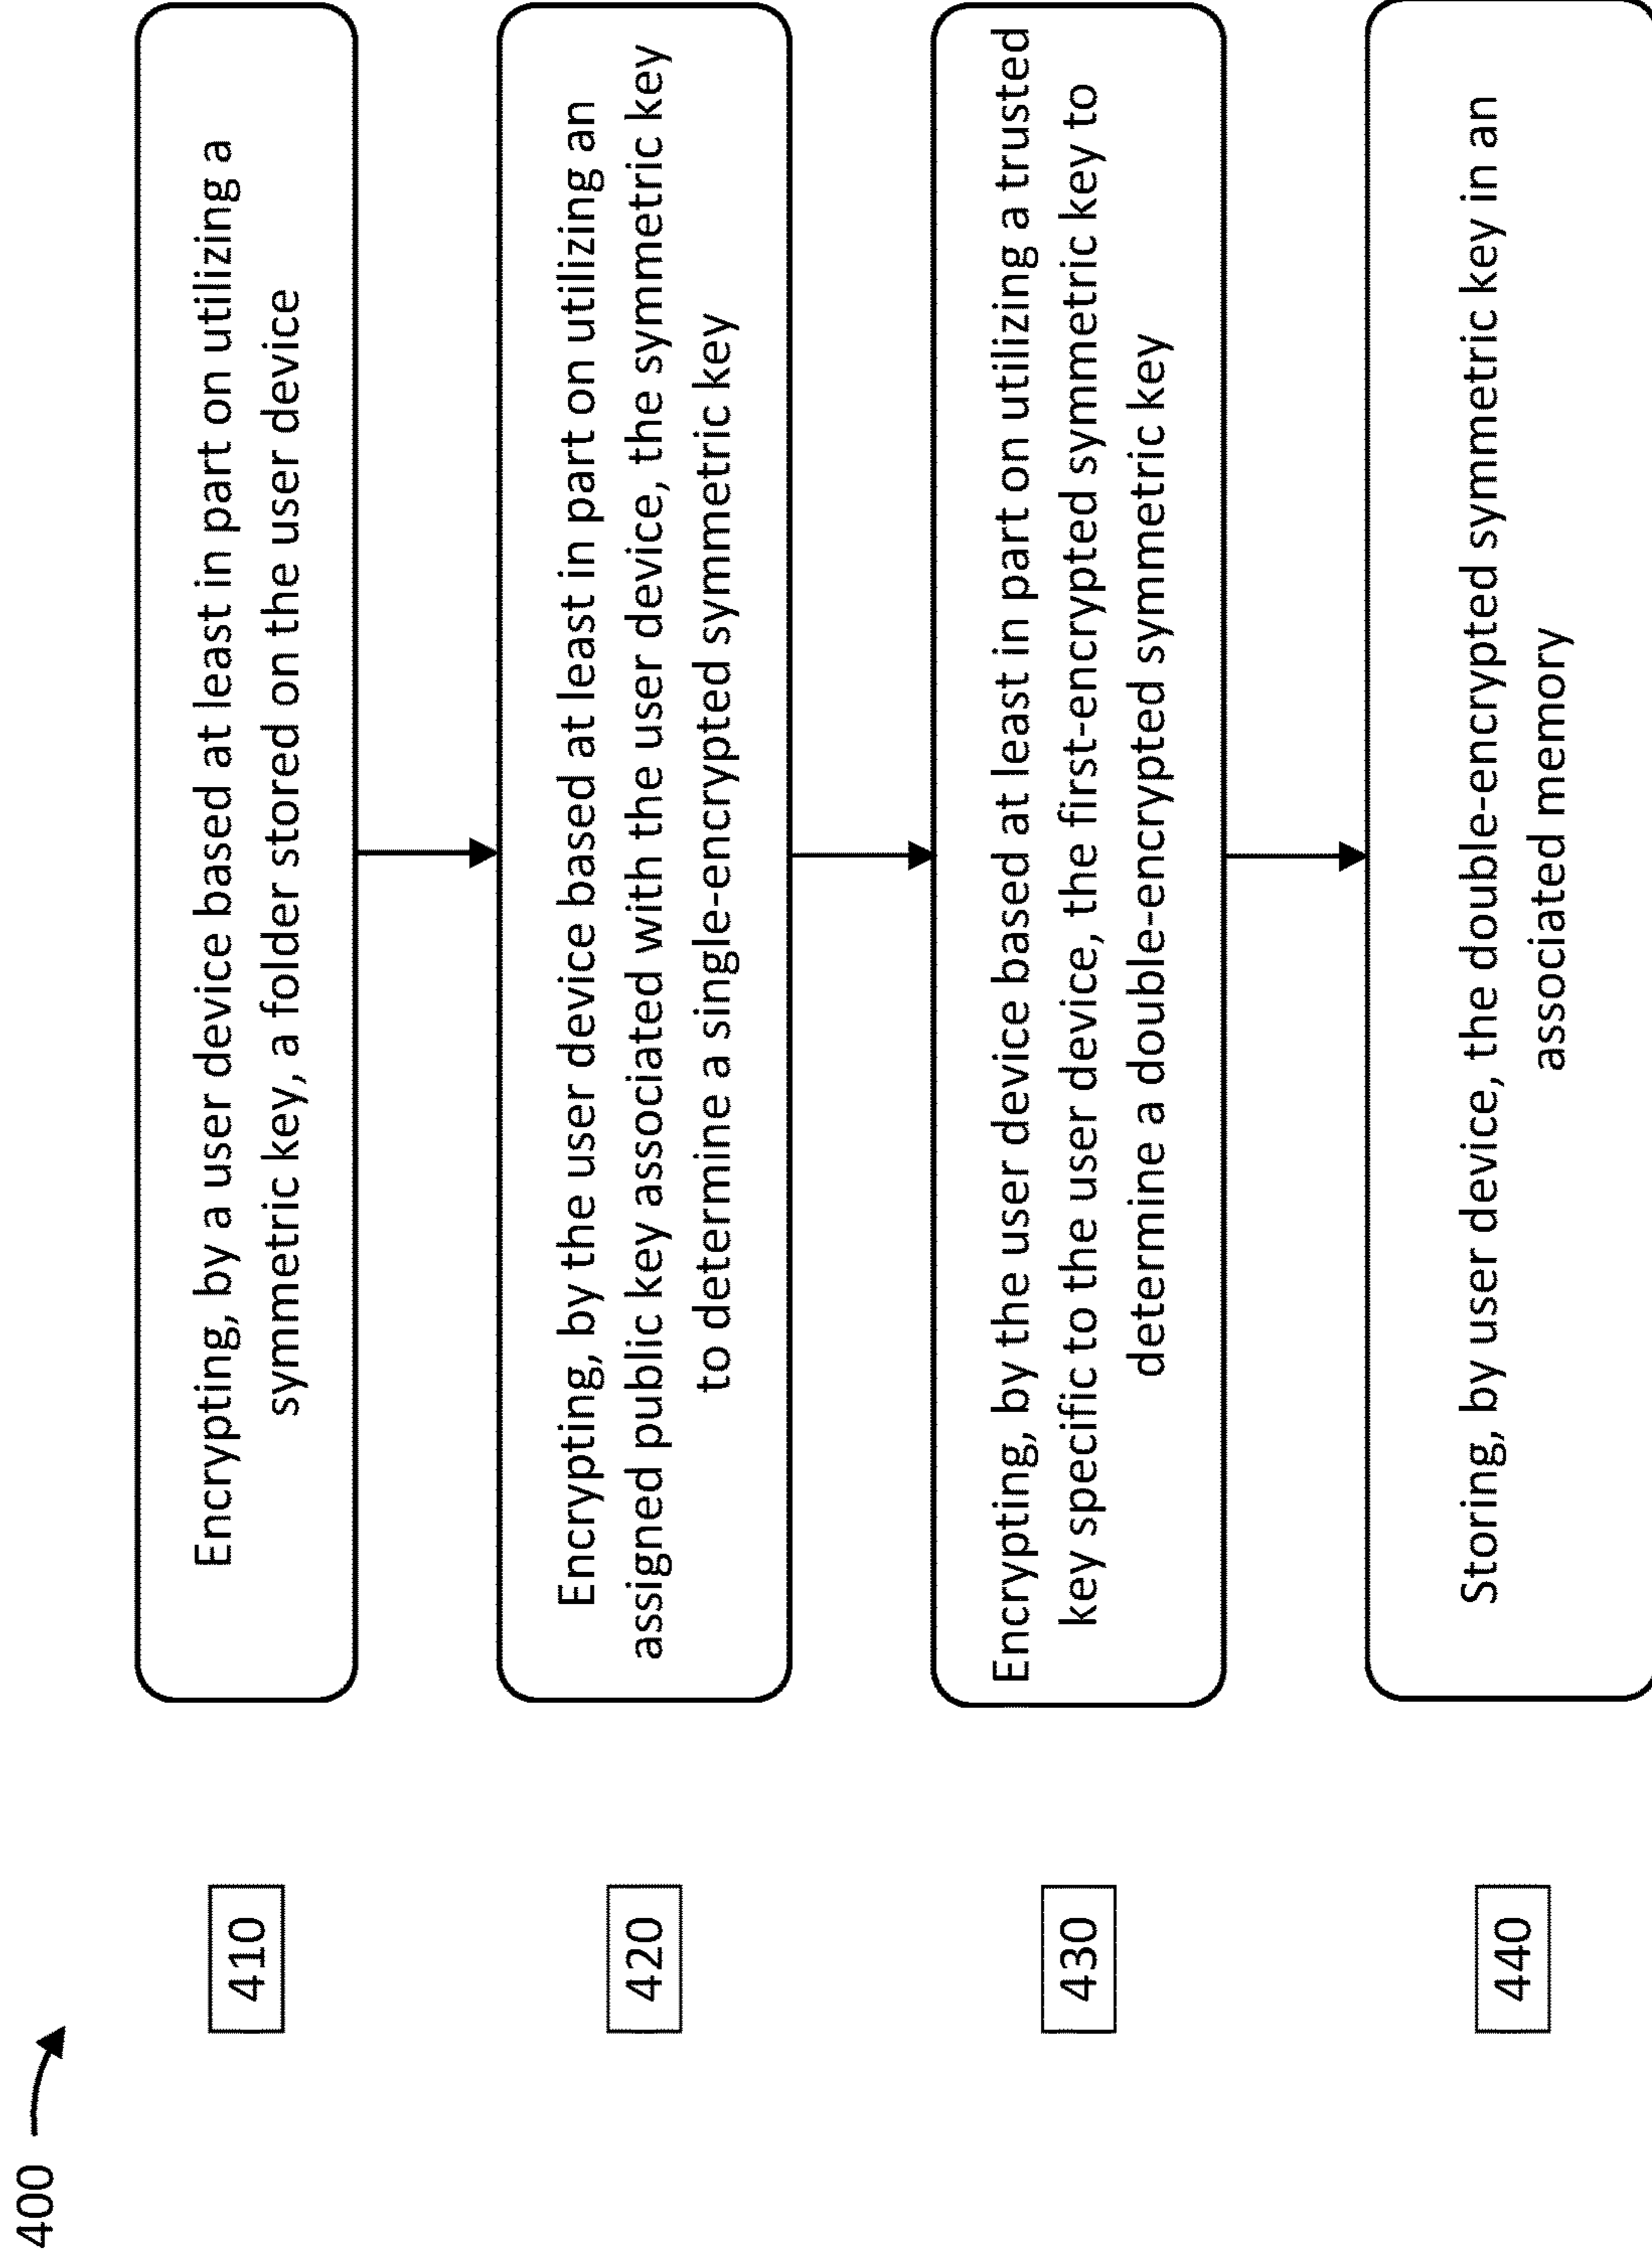 400
410
Encrypting, by a user device based at least in part on utilizing a
symmetric key, a folder stored on the user device
420
Encrypting, by the user device based at least in part on utilizing an
assigned public key associated with the user device, the symmetric key
to determine a single-encrypted symmetric key
430
Encrypting, by the user device based at least in part on utilizing a trusted
key specific to the user device, the first-encrypted symmetric key to
determine a double-encrypted symmetric key
440
Storing, by user device, the double-encrypted symmetric key in an
associated memory